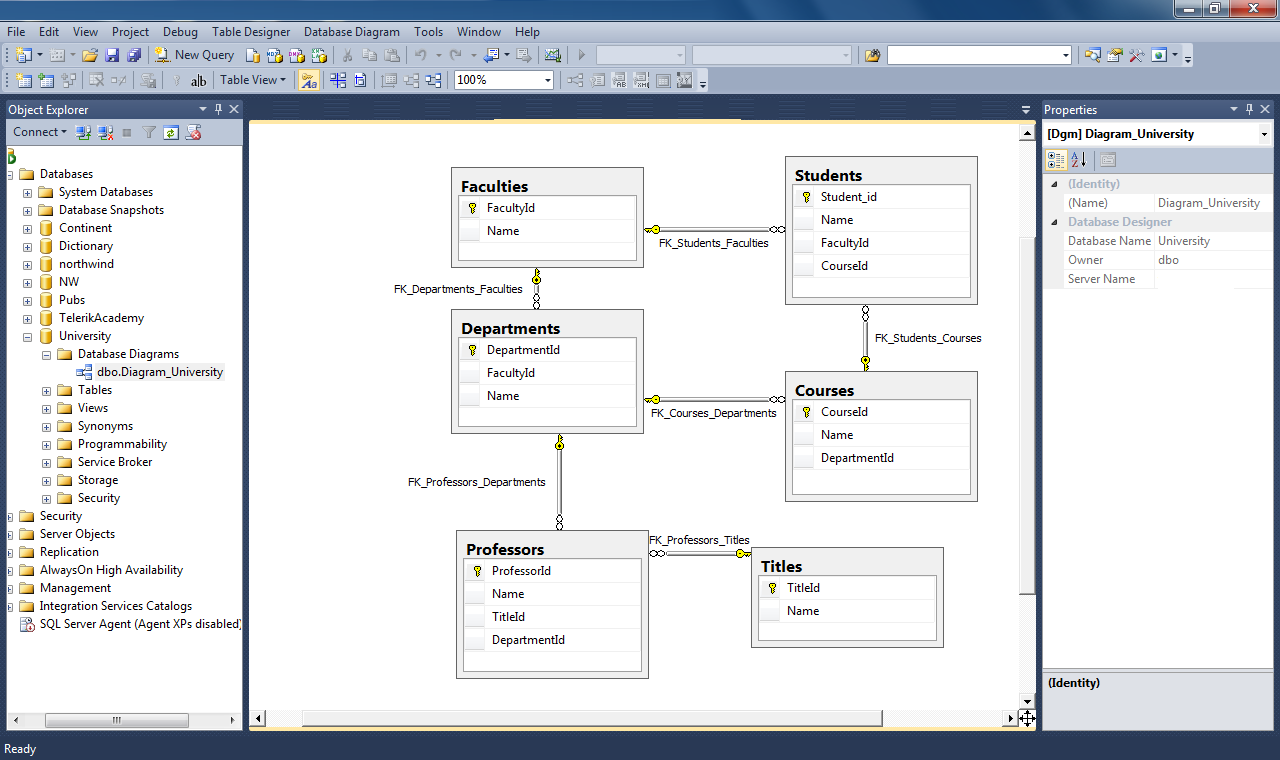 File Edit View Project Debug Table Designer Database Diagram Tools Window Help
New Query
ab Table View Aa 100%
Object Explorer
Connect
Databases
System Databases
Database Snapshots
Continent
Dictionary
northwind
NW
Pubs
TelerikAcademy
University
Database Diagrams
dbo.Diagram_University
Tables
Views
Synonyms
Programmability
Service Broker
Storage
Security
Security
Server Objects
Replication
AlwaysOn High Availability
Management
Integration Services Catalogs
SQL Server Agent (Agent XPs disabled)
Faculties
FacultyId
Name
Students
Student_id
Name
FacultyId
CourseId
FK_Students_Faculties
FK_Departments_Faculties
Departments
DepartmentId
FacultyId
Name
FK_Students_Courses
Courses
CourseId
Name
DepartmentId
FK_Courses_Departments
FK_Professors_Departments
Professors
ProfessorId
Name
TitleId
DepartmentId
FK_Professors_Titles
Titles
TitleId
Name
Properties
[Dgm] Diagram_University
(Identity)
(Name) Diagram_University
Database Designer
Database Name University
Owner dbo
Server Name
(Identity)
Ready